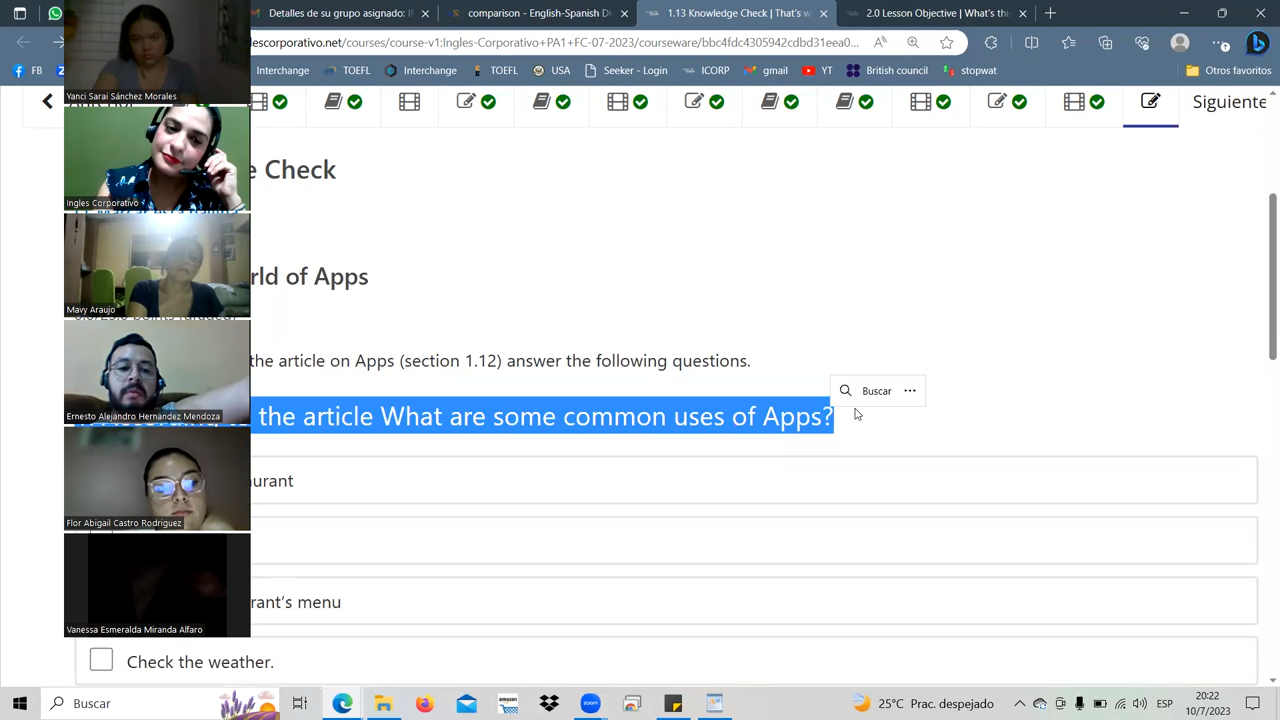 Detalles de su grupo asignado: I
comparison - English-Spanish D
1.13 Knowledge Check | That's w
2.0 Lesson Objective | What's thi
escorporativo.net/courses/course-v1:Ingles-Corporativo+PA1+FC-07-2023/courseware/bbc4fdc4305942cdbd31eea0...
FB
Interchange
TOEFL
Interchange
TOEFL
USA
Seeker - Login
ICORP
gmail
YT
British council
stopwat
Otros favoritos
Siguiente
Yanci Sarai Sánchez Morales
e Check
Ingles Corporativo
rld of Apps
Mavy Araujo
the article on Apps (section 1.12) answer the following questions.
Buscar
the article What are some common uses of Apps?
Ernesto Alejandro Hernández Mendoza
aurant
Flor Abigail Castro Rodríguez
rant's menu
Vanessa Esmeralda Miranda Alfaro
Check the weather.
Buscar
25°C Prac. despejado
ESP
20:22
10/7/2023